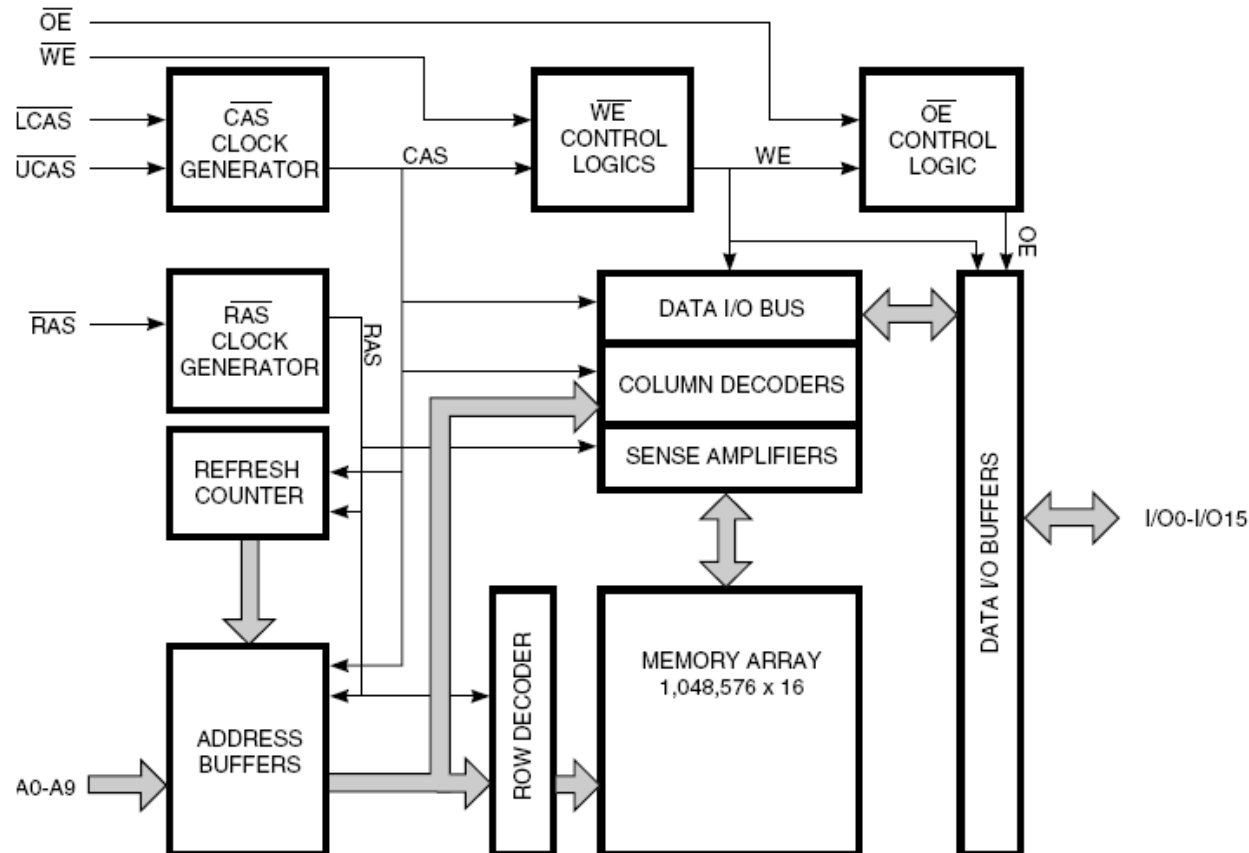 OE
WE
LCAS
UCAS
CAS
CLOCK
GENERATOR
CAS
WE
CONTROL
LOGICS
WE
OE
CONTROL
LOGIC
OE
RAS
RAS
CLOCK
GENERATOR
RAS
DATA I/O BUS
COLUMN DECODERS
SENSE AMPLIFIERS
REFRESH
COUNTER
DATA I/O BUFFERS
I/O0-I/O15
ROW DECODER
MEMORY ARRAY
1,048,576 x 16
ADDRESS
BUFFERS
A0-A9